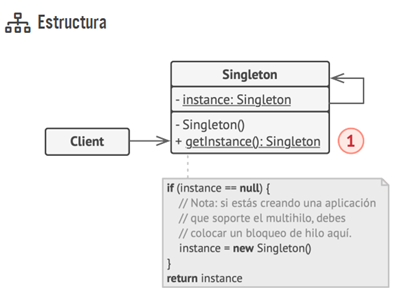 Estructura
Singleton
- instance: Singleton
- Singleton()
+ getInstance(): Singleton
Client
1
if (instance == null) {
// Nota: si estás creando una aplicación
// que soporte el multihilo, debes
// colocar un bloqueo de hilo aquí.
instance = new Singleton()
}
return instance